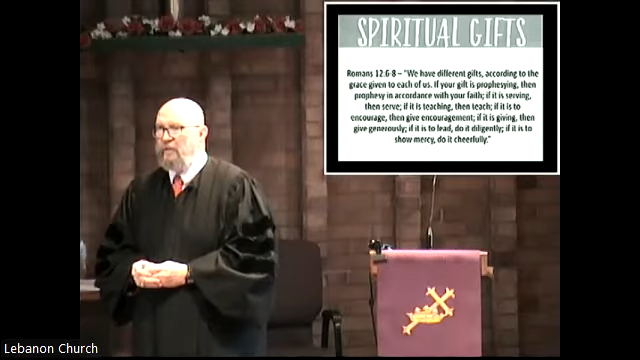 SPIRITUAL GIFTS
Romans 12:6-8 – "We have different gifts, according to the
grace given to each of us. If your gift is prophesying, then
prophesy in accordance with your faith; if it is serving,
then serve; if it is teaching, then teach; if it is to
encourage, then give encouragement; if it is giving, then
give generously; if it is to lead, do it diligently; if it is to
show mercy, do it cheerfully."
Lebanon Church